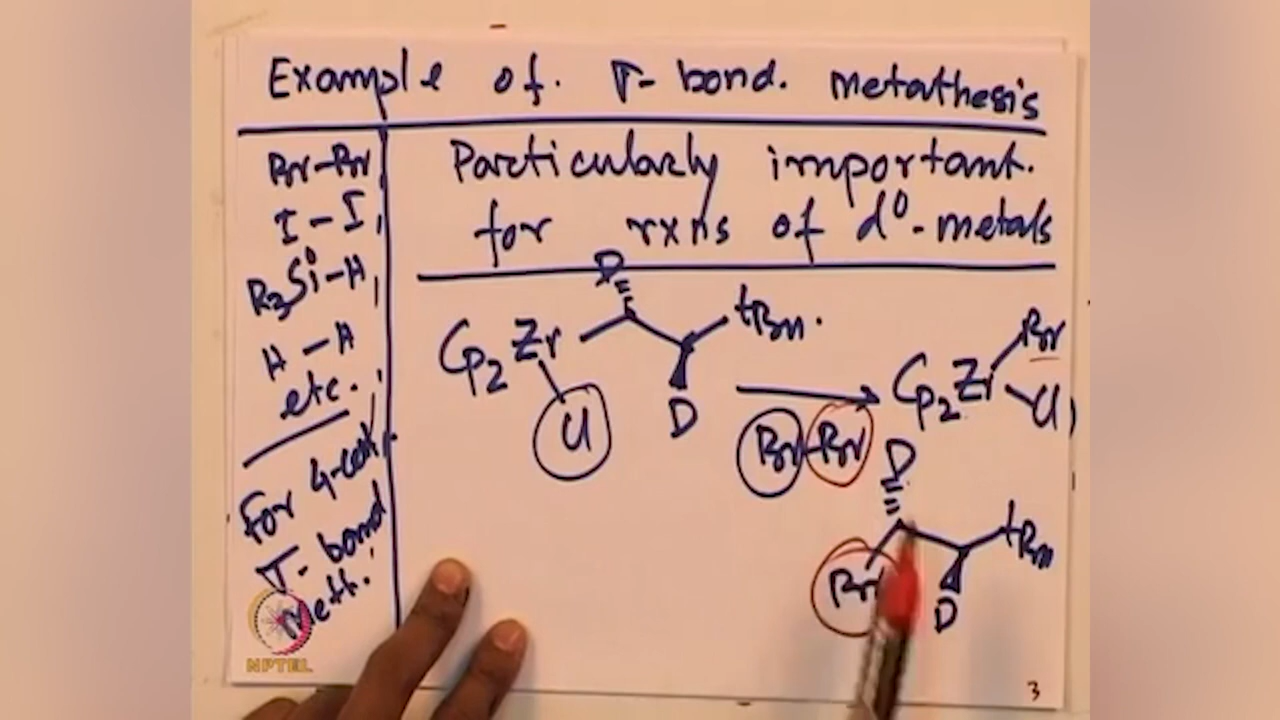 Example of. σ-bond. metathesis
Br-Br,
I-I,
R3Si-H,
H-H
etc.
For 4-cent,
σ-bond
Meth.
Particularly important.
for rxns of d⁰-metals
Cp2Zr
Cl
D
D
tBu.
Br-Br
Cp2Zr
Br
Cl,
D
Br
D
tBu
NPTEL
3